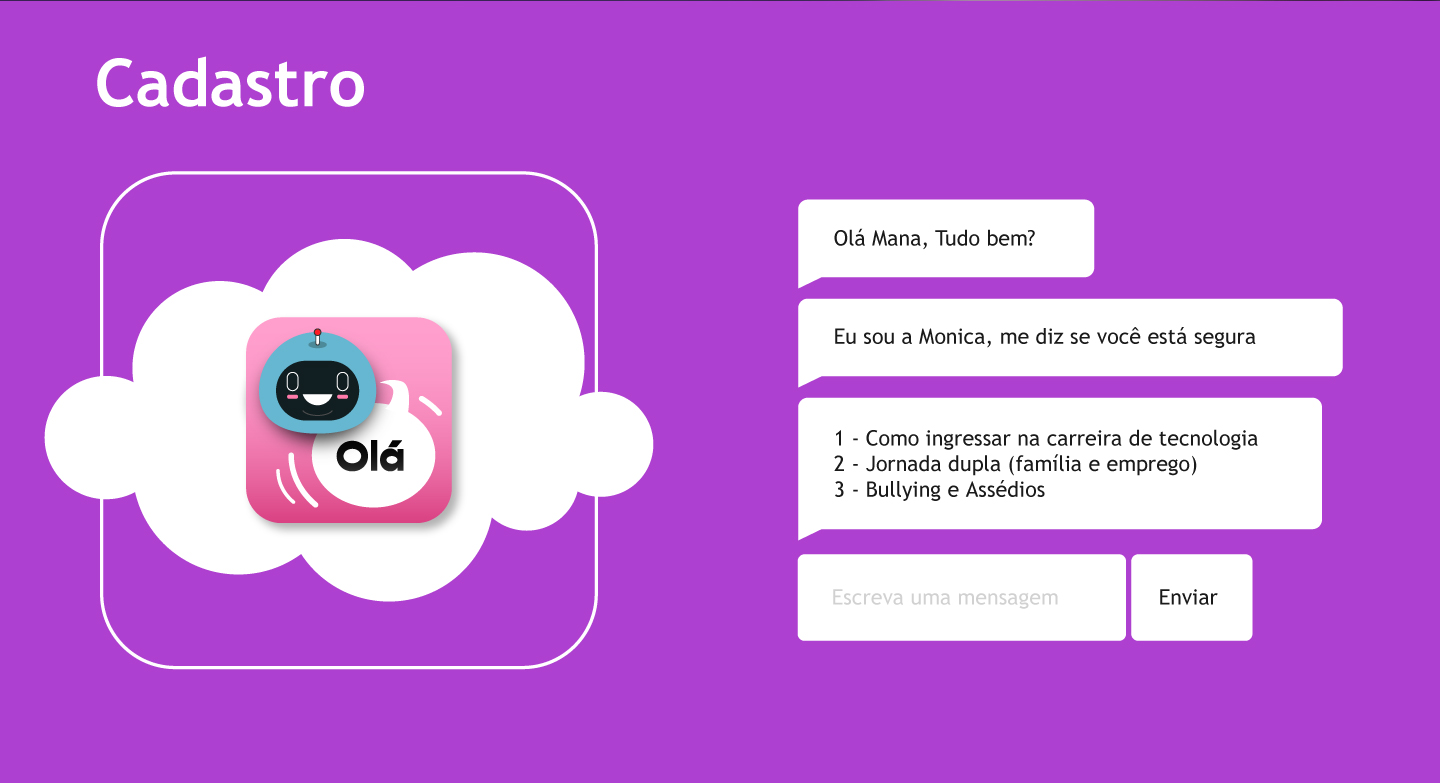 Cadastro
Olá
Olá Mana, Tudo bem?
Eu sou a Monica, me diz se você está segura
1 - Como ingressar na carreira de tecnologia
2 - Jornada dupla (família e emprego)
3 - Bullying e Assédios
Escreva uma mensagem
Enviar